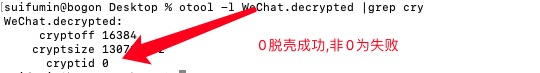 suifumin@bogon Desktop % otool -l WeChat.decrypted |grep cry
WeChat.decrypted:
cryptoff 16384
cryptsize
cryptid 0
0脱壳成功,非0为失败